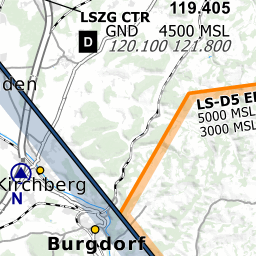 119.405
LSZG CTR
D
GND 4500 MSL
120.100 121.800
den
LS-D5
5000 MSL
3000 MSL
Kirchberg
N
Burgdorf